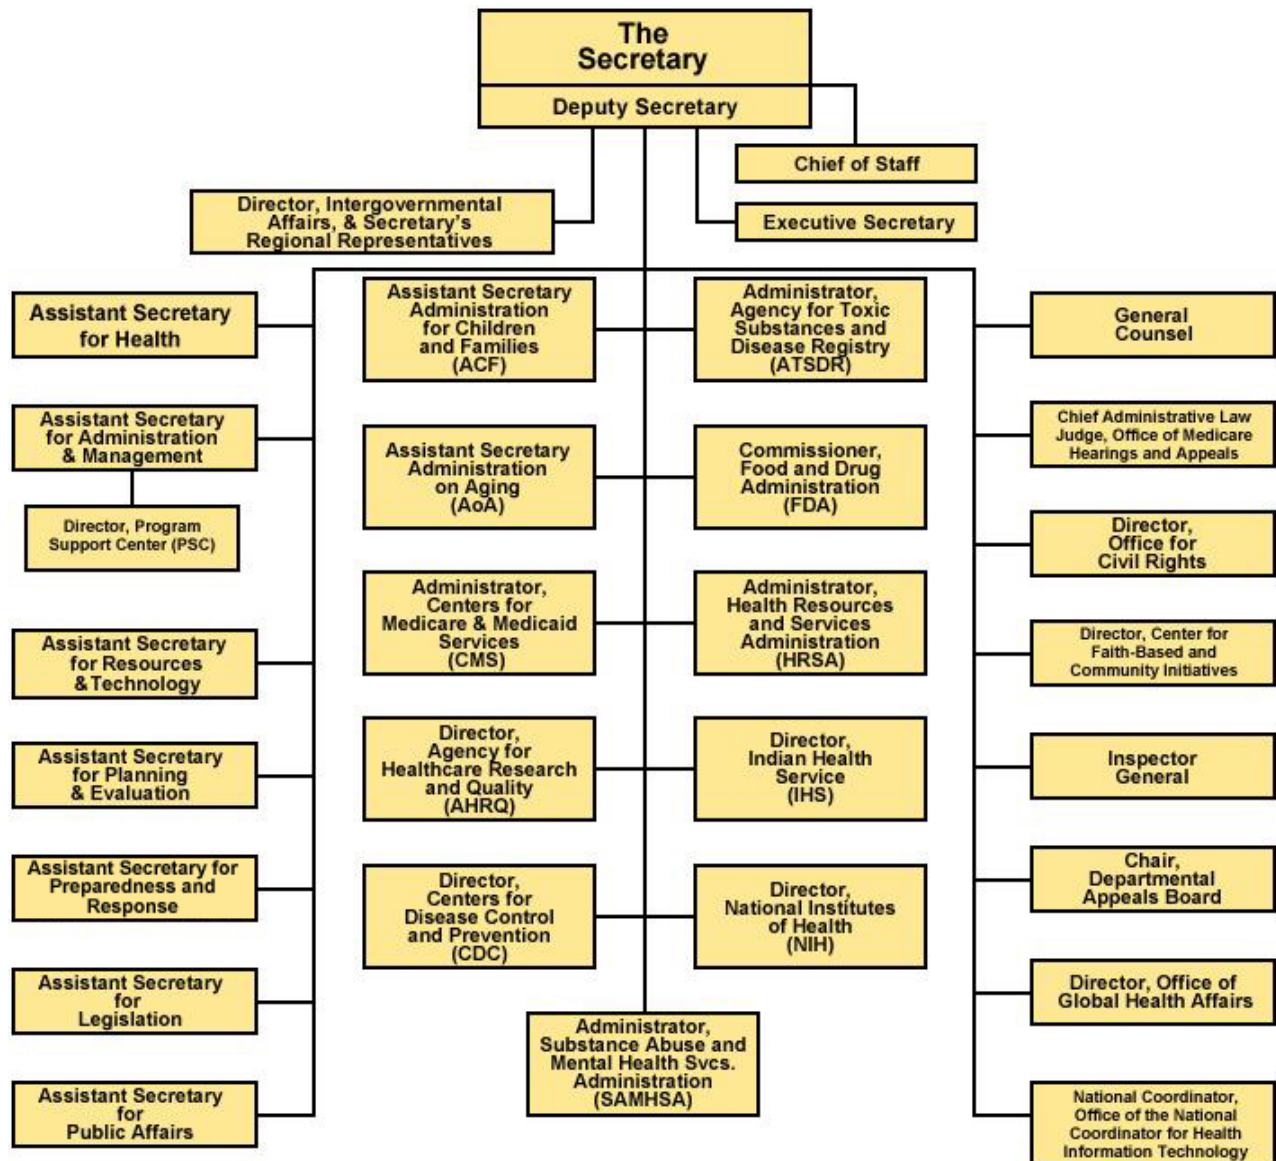 The
Secretary
Deputy Secretary
Chief of Staff
Director, Intergovernmental
Affairs, & Secretary's
Regional Representatives
Executive Secretary
Assistant Secretary
for Health
Assistant Secretary
for Administration
& Management
Director, Program
Support Center (PSC)
Assistant Secretary
for Resources
&Technology
Assistant Secretary
for Planning
& Evaluation
Assistant Secretary for
Preparedness and
Response
Assistant Secretary
for
Legislation
Assistant Secretary
for
Public Affairs
Assistant Secretary
Administration
for Children
and Families
(ACF)
Assistant Secretary
Administration
on Aging
(AoA)
Administrator,
Centers for
Medicare & Medicaid
Services
(CMS)
Director,
Agency for
Healthcare Research
and Quality
(AHRQ)
Director,
Centers for
Disease Control
and Prevention
(CDC)
Administrator,
Agency for Toxic
Substances and
Disease Registry
(ATSDR)
Commissioner,
Food and Drug
Administration
(FDA)
Administrator,
Health Resources
and Services
Administration
(HRSA)
Director,
Indian Health
Service
(IHS)
Director,
National Institutes
of Health
(NIH)
Administrator,
Substance Abuse and
Mental Health Svcs.
Administration
(SAMHSA)
General
Counsel
Chief Administrative Law
Judge, Office of Medicare
Hearings and Appeals
Director,
Office for
Civil Rights
Director, Center for
Faith-Based and
Community Initiatives
Inspector
General
Chair,
Departmental
Appeals Board
Director, Office of
Global Health Affairs
National Coordinator,
Office of the National
Coordinator for Health
Information Technology